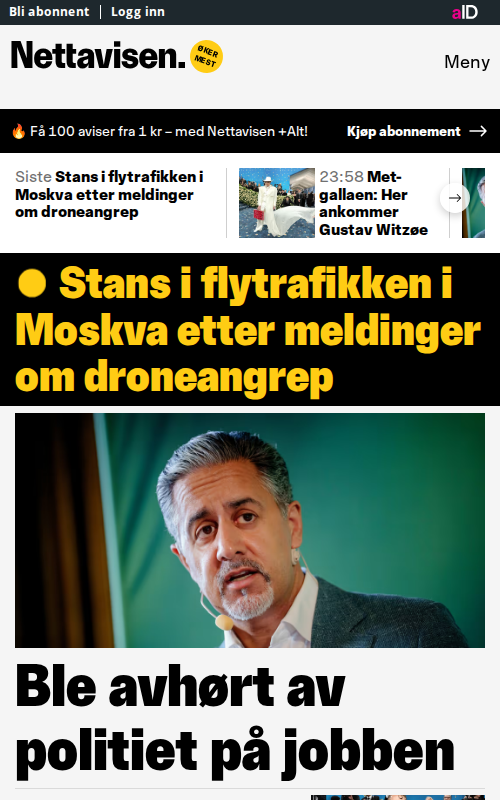 Bli abonnent
Logg inn
aID
Nettavisen.
ØKER
MEST
Meny
🔥 Få 100 aviser fra 1 kr – med Nettavisen +Alt!
Kjøp abonnement →
Siste Stans i flytrafikken i
Moskva etter meldinger
om droneangrep
23:58 Met-
gallaen: Her
ankommer
Gustav Witzøe
Stans i flytrafikken i
Moskva etter meldinger
om droneangrep
Ble avhørt av
politiet på jobben